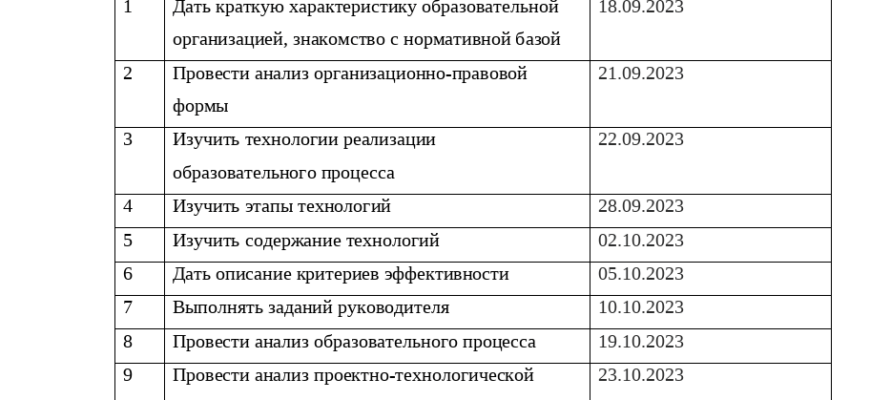 1 Дать краткую характеристику образовательной 18.09.2023
организацией, знакомство с нормативной базой
2 Провести анализ организационно-правовой 21.09.2023
формы
3 Изучить технологии реализации 22.09.2023
образовательного процесса
4 Изучить этапы технологий 28.09.2023
5 Изучить содержание технологий 02.10.2023
6 Дать описание критериев эффективности 05.10.2023
7 Выполнять заданий руководителя 10.10.2023
8 Провести анализ образовательного процесса 19.10.2023
9 Провести анализ проектно-технологической 23.10.2023